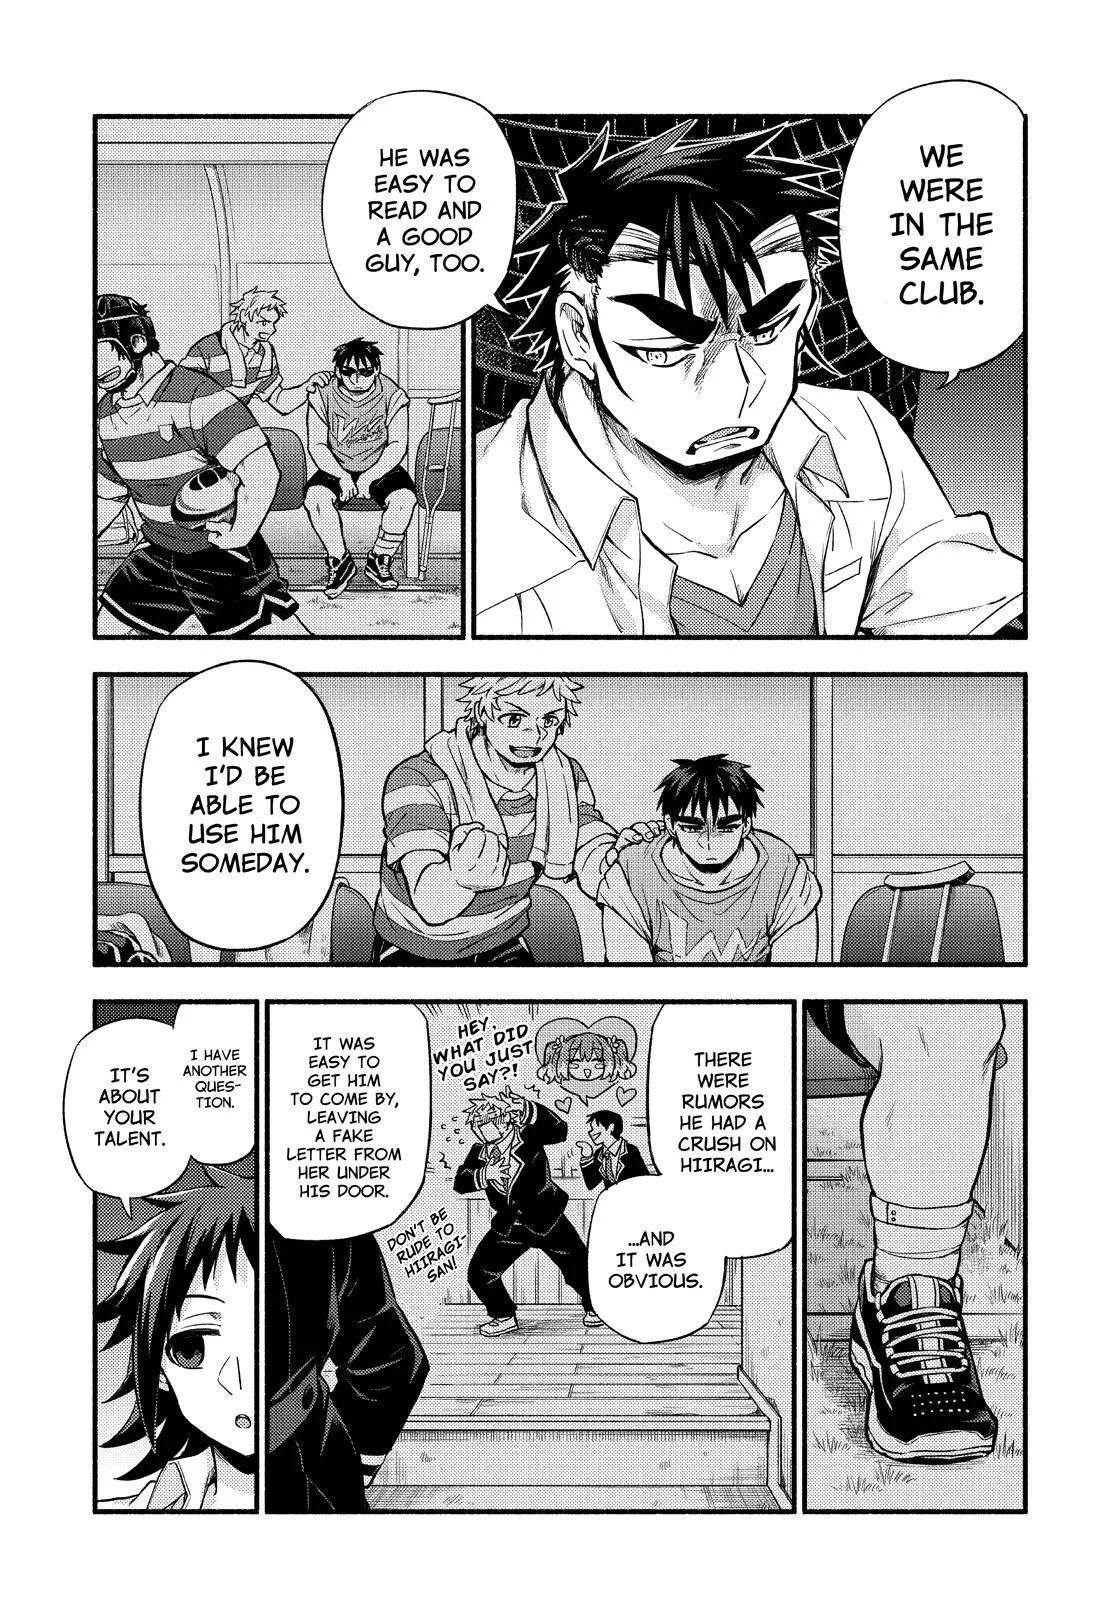 WE
WERE
IN THE
SAME
CLUB.
HE WAS
EASY TO
READ AND
A GOOD
GUY, TOO.
I KNEW
I'D BE
ABLE TO
USE HIM
SOMEDAY.
THERE
WERE
RUMORS
HE HAD A
CRUSH ON
HIIRAGI...
...AND
IT WAS
OBVIOUS.
HEY,
WHAT DID
YOU JUST
SAY?!
DON'T BE
RUDE TO
HIIRAGI-
SAN!
IT WAS
EASY TO
GET HIM
TO COME BY,
LEAVING
A FAKE
LETTER FROM
HER UNDER
HIS DOOR.
I HAVE
ANOTHER
QUES-
TION.
IT'S
ABOUT
YOUR
TALENT.